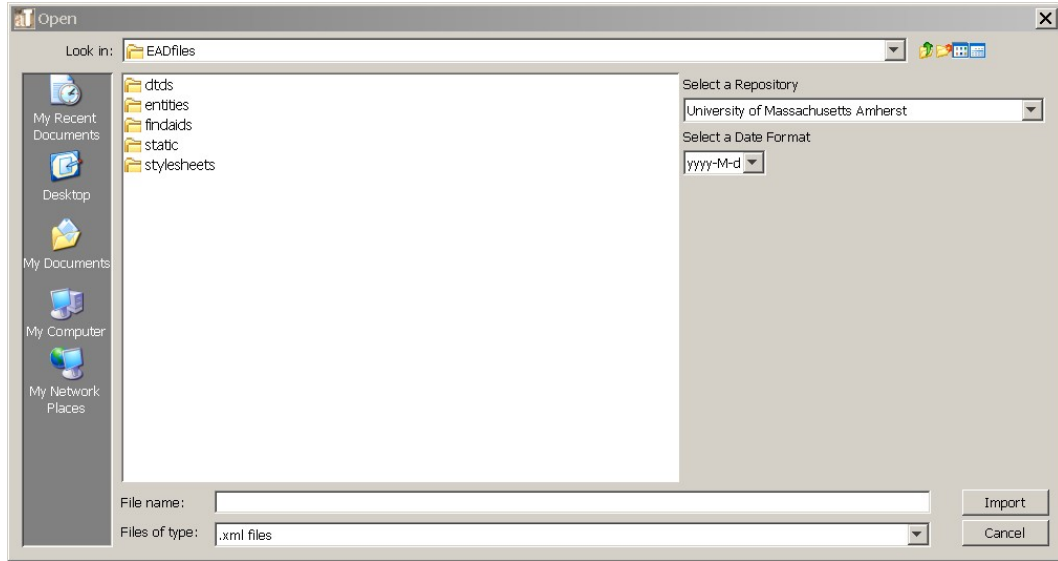 aT Open
Look in: EADfiles
My Recent
Documents
Desktop
My Documents
My Computer
My Network
Places
dtds
entities
findaids
static
stylesheets
Select a Repository
University of Massachusetts Amherst
Select a Date Format
yyyy-M-d
File name:
Import
Files of type: .xml files
Cancel